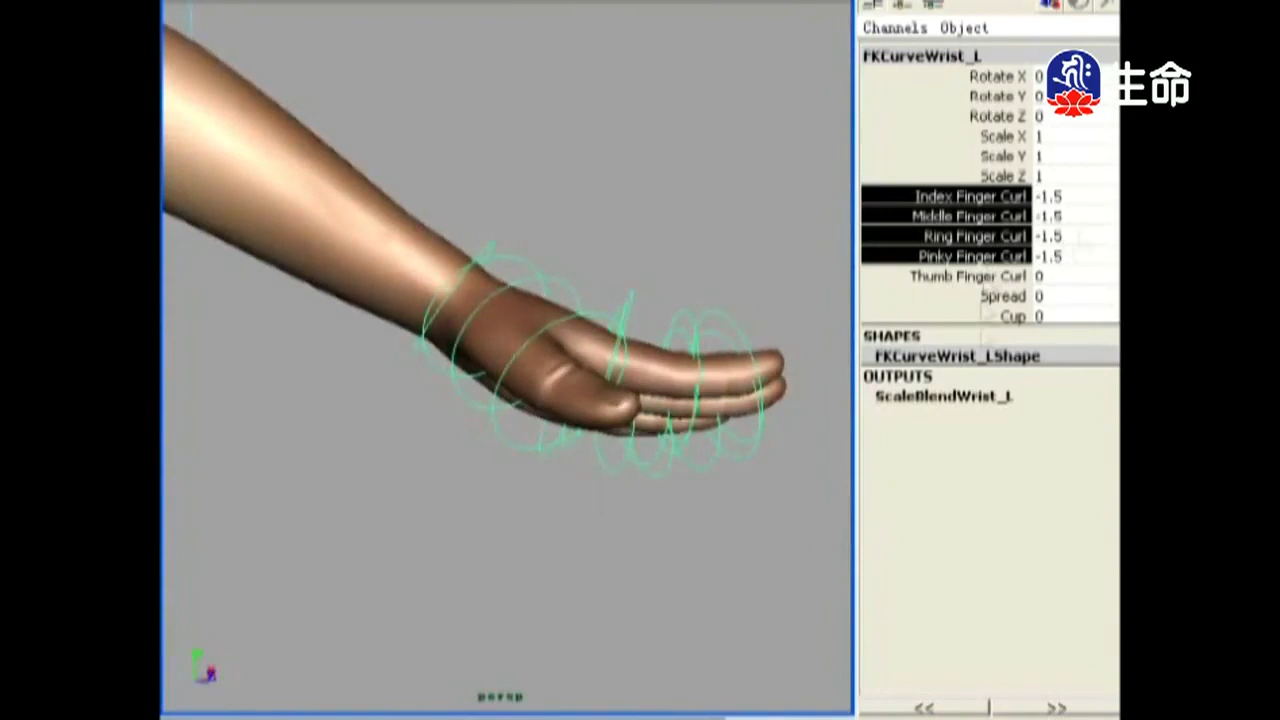 Channels Object
FKCurveWrist_L
生命
Rotate X 0
Rotate Y 0
Rotate Z 0
Scale X 1
Scale Y 1
Scale Z 1
Index Finger Curl -1.5
Middle Finger Curl -1.5
Ring Finger Curl -1.5
Pinky Finger Curl -1.5
Thumb Finger Curl 0
Spread 0
Cup 0
SHAPES
FKCurveWrist_LShape
OUTPUTS
ScaleBlendWrist_L
persp
<< >>